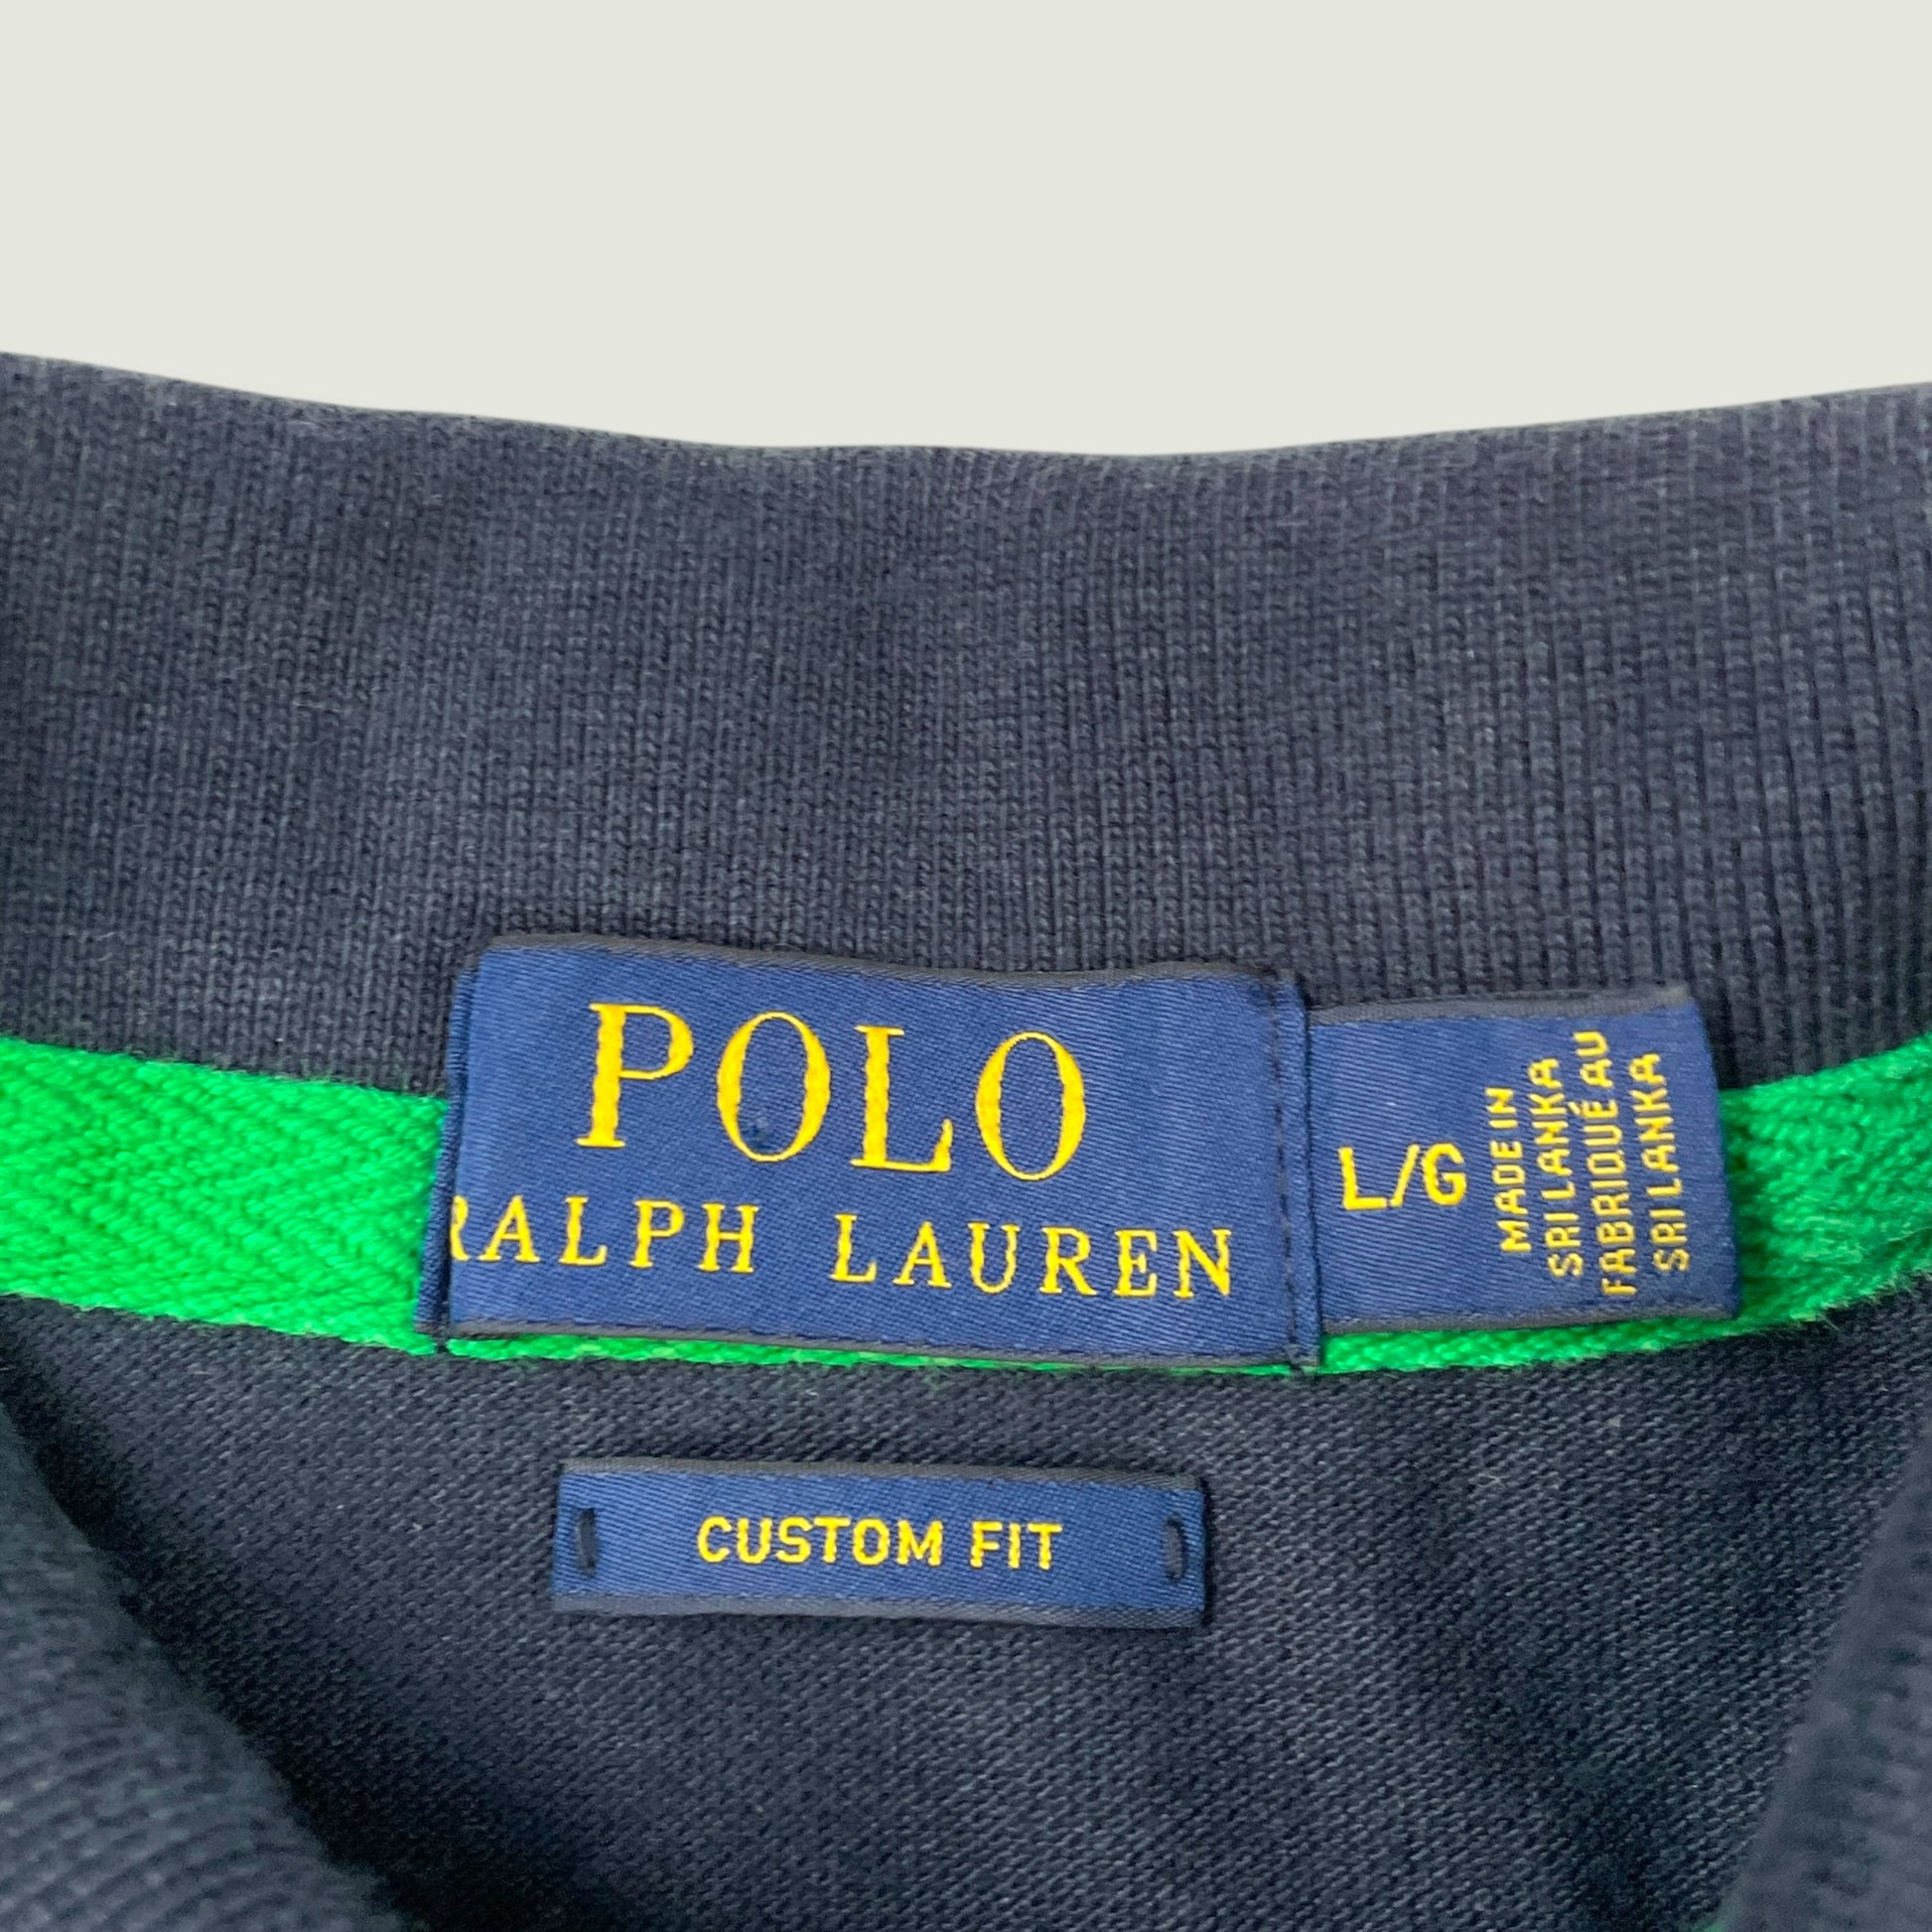 POLO
RALPH LAUREN
L/G
MADE IN
SRI LANKA
FABRIQUÉ AU
SRI LANKA
CUSTOM FIT